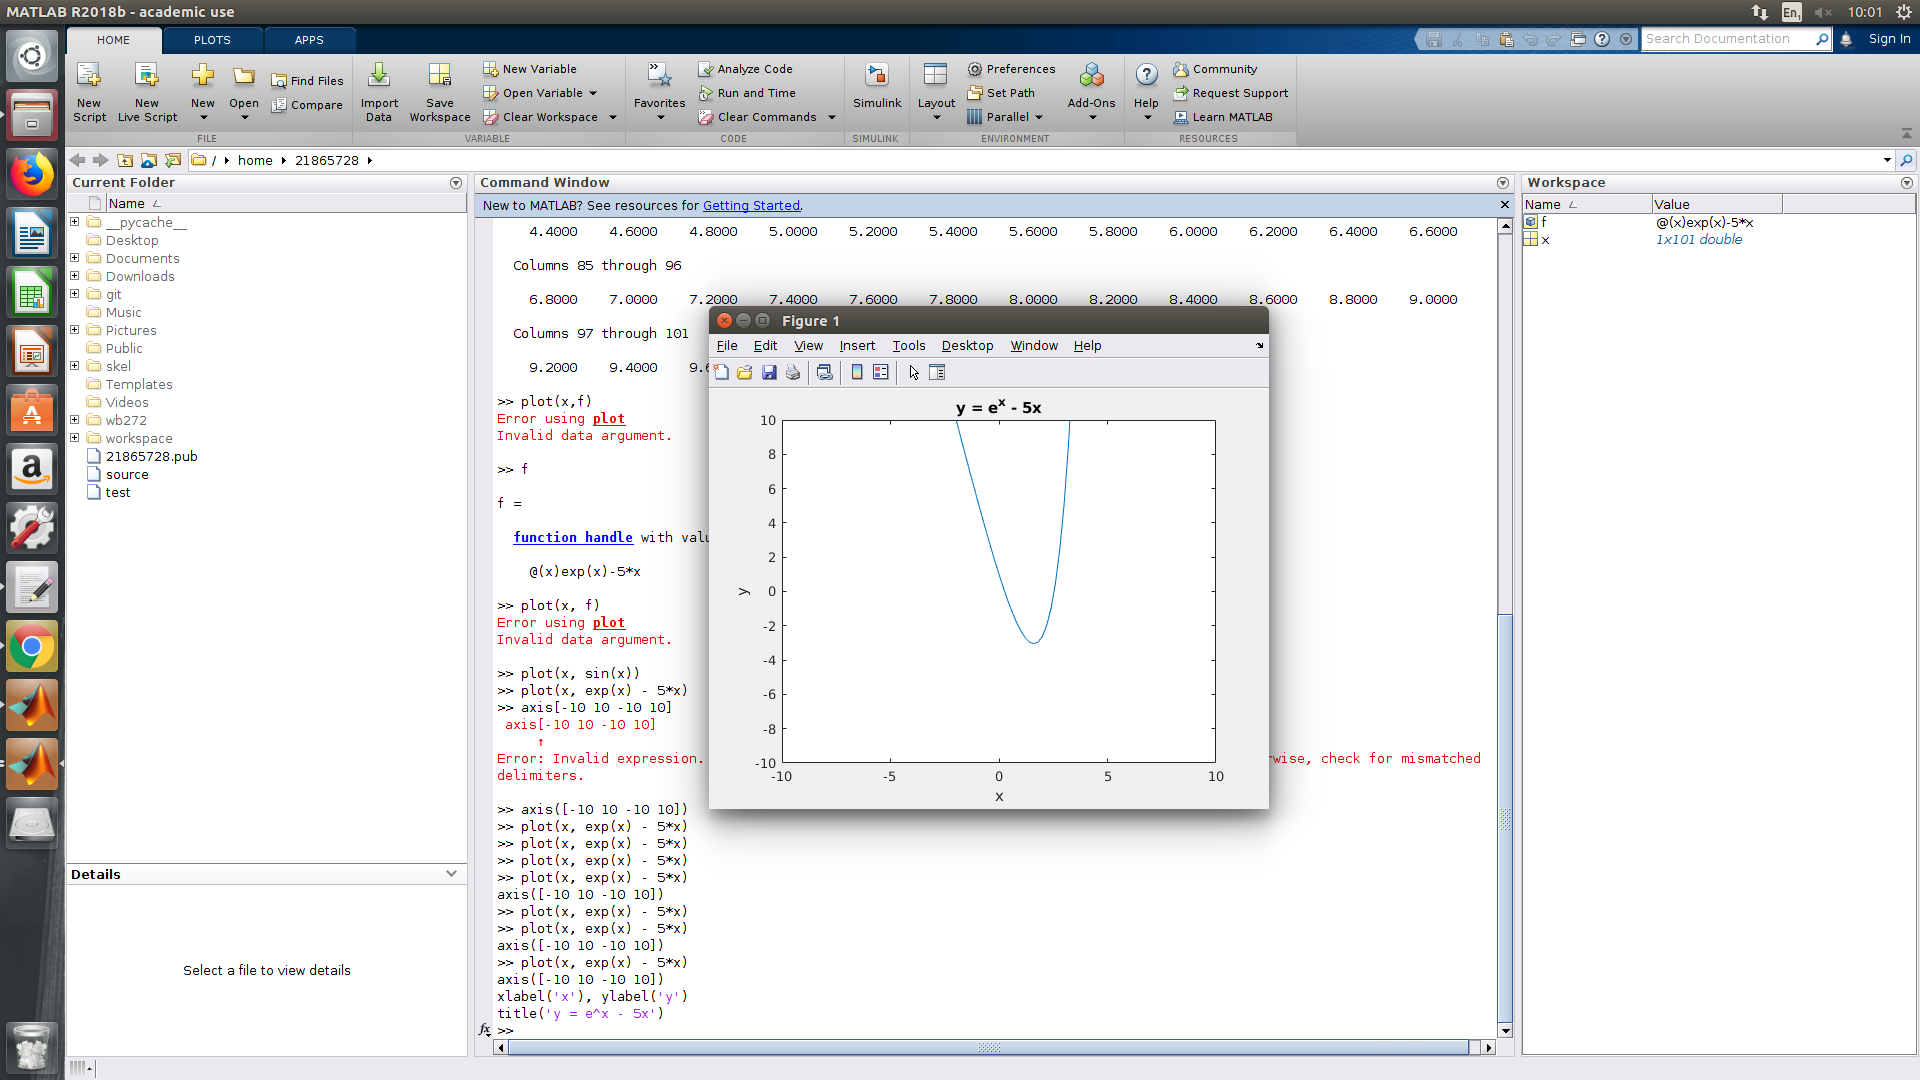 MATLAB R2018b - academic use
En1
10:01
HOME
PLOTS
APPS
Search Documentation
Sign In
New Script
New Live Script
New
Open
Find Files
Compare
FILE
Import Data
Save Workspace
New Variable
Open Variable
Clear Workspace
VARIABLE
Favorites
Analyze Code
Run and Time
Clear Commands
CODE
Simulink
SIMULINK
Layout
Preferences
Set Path
Parallel
Add-Ons
ENVIRONMENT
Help
Community
Request Support
Learn MATLAB
RESOURCES
/ home 21865728
Current Folder
Name
__pycache__
Desktop
Documents
Downloads
git
Music
Pictures
Public
skel
Templates
Videos
wb272
workspace
21865728.pub
source
test
Details
Select a file to view details
Command Window
New to MATLAB? See resources for Getting Started.
4.4000 4.6000 4.8000 5.0000 5.2000 5.4000 5.6000 5.8000 6.0000 6.2000 6.4000 6.6000
Columns 85 through 96
6.8000 7.0000 7.2000 7.4000 7.6000 7.8000 8.0000 8.2000 8.4000 8.6000 8.8000 9.0000
Columns 97 through 101
9.2000 9.4000 9.6
>> plot(x,f)
Error using plot
Invalid data argument.
>> f
f =
function handle with valu
@(x)exp(x)-5*x
>> plot(x, f)
Error using plot
Invalid data argument.
>> plot(x, sin(x))
>> plot(x, exp(x) - 5*x)
>> axis[-10 10 -10 10]
axis[-10 10 -10 10]
↑
Error: Invalid expression. rwise, check for mismatched
delimiters.
>> axis([-10 10 -10 10])
>> plot(x, exp(x) - 5*x)
>> plot(x, exp(x) - 5*x)
>> plot(x, exp(x) - 5*x)
>> plot(x, exp(x) - 5*x)
axis([-10 10 -10 10])
>> plot(x, exp(x) - 5*x)
>> plot(x, exp(x) - 5*x)
axis([-10 10 -10 10])
>> plot(x, exp(x) - 5*x)
axis([-10 10 -10 10])
xlabel('x'), ylabel('y')
title('y = e^x - 5x')
fx >>
Figure 1
File Edit View Insert Tools Desktop Window Help
y = e^x - 5x
10
8
6
4
2
0
-2
-4
-6
-8
-10
y
-10 -5 0 5 10
x
Workspace
Name Value
f @(x)exp(x)-5*x
x 1x101 double